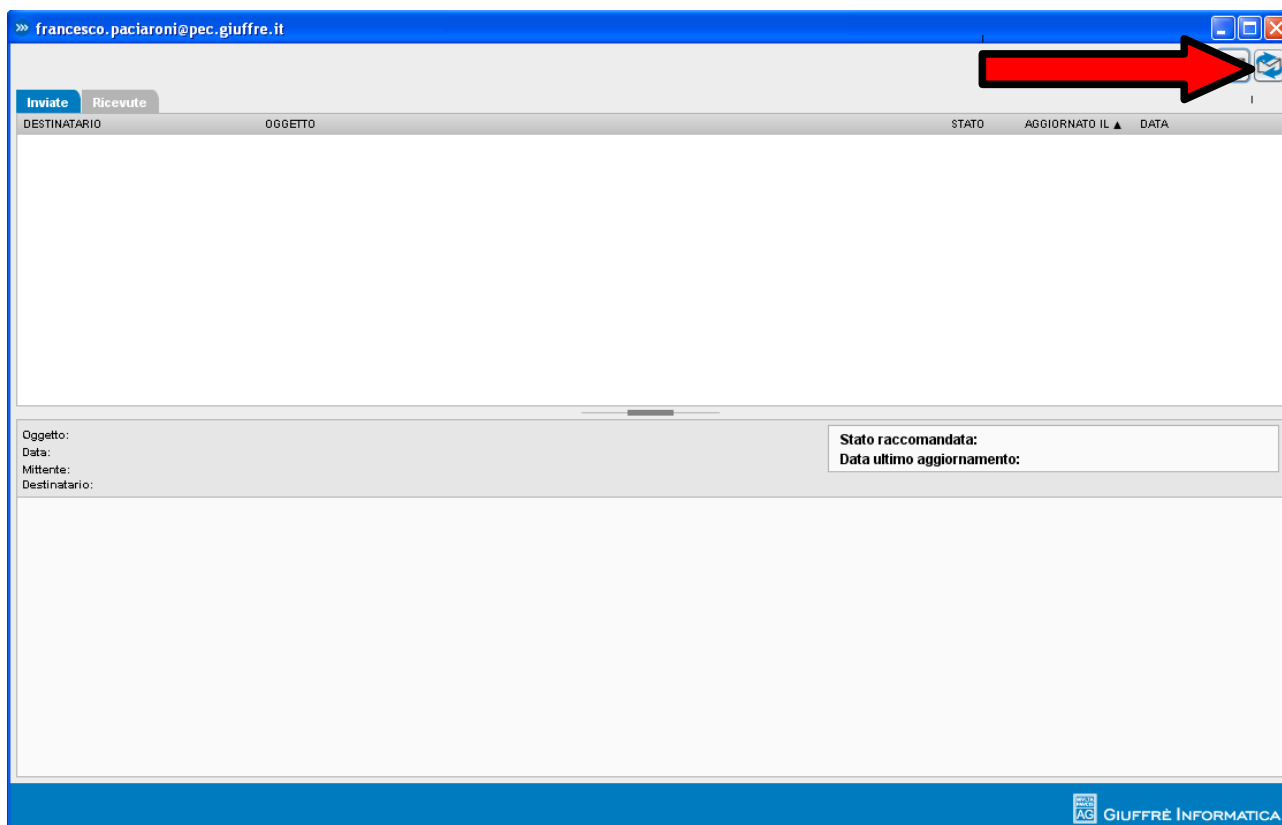 francesco.paciaroni@pec.giuffre.it
Inviate Ricevute
DESTINATARIO OGGETTO STATO AGGIORNATO IL ▲ DATA
Oggetto:
Data:
Mittente:
Destinatario:
Stato raccomandata:
Data ultimo aggiornamento:
AG GIUFFRÈ INFORMATICA